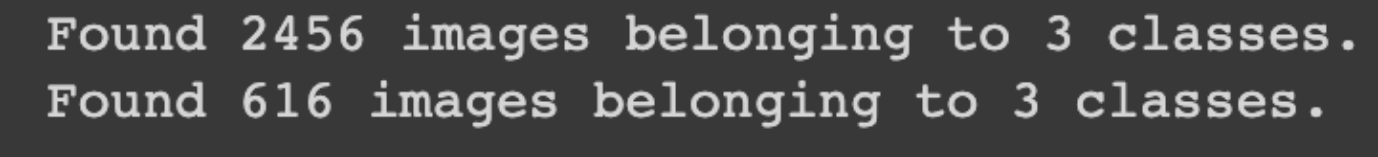 Found 2456 images belonging to 3 classes.
Found 616 images belonging to 3 classes.